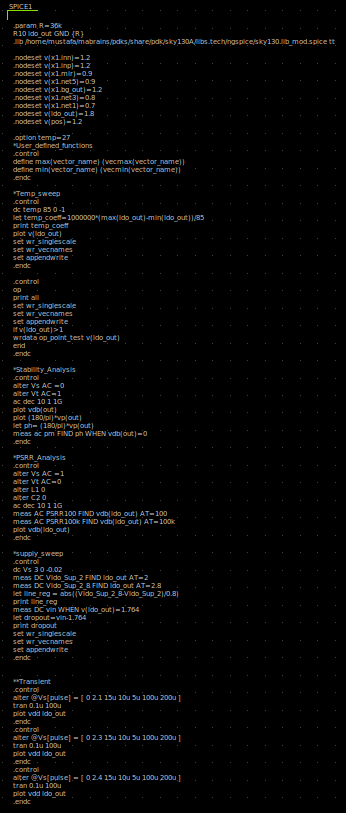 SPICE1
.param R=36k
R10 ldo_out GND {R}
.lib /home/mustafa/mabrains/pdks/share/pdk/sky130A/libs.tech/ngspice/sky130.lib_mod.spice tt
.nodeset v(x1.inn)=1.2
.nodeset v(x1.inp)=1.2
.nodeset v(x1.mir)=0.9
.nodeset v(x1.net5)=0.9
.nodeset v(x1.bg_out)=1.2
.nodeset v(x1.net3)=0.8
.nodeset v(x1.net1)=0.7
.nodeset v(ldo_out)=1.8
.nodeset v(pos)=1.2
.option temp=27
*User_defined_functions
.control
define max(vector_name) (vecmax(vector_name))
define min(vector_name) (vecmin(vector_name))
.endc
*Temp_sweep
.control
dc temp 85 0 -1
let temp_coeff=1000000*(max(ldo_out)-min(ldo_out))/85
print temp_coeff
plot v(ldo_out)
set wr_singlescale
set wr_vecnames
set appendwrite
.endc
.control
op
print all
set wr_singlescale
set wr_vecnames
set appendwrite
if v(ldo_out)>1
wrdata op_point_test v(ldo_out)
end
.endc
*Stability_Analysis
.control
alter Vs AC =0
alter Vt AC=1
ac dec 10 1 1G
plot vdb(out)
plot (180/pi)*vp(out)
let ph= (180/pi)*vp(out)
meas ac pm FIND ph WHEN vdb(out)=0
.endc
*PSRR_Analysis
.control
alter Vs AC =1
alter Vt AC=0
alter L1 0
alter C2 0
ac dec 10 1 1G
meas AC PSRR100 FIND vdb(ldo_out) AT=100
meas AC PSRR100k FIND vdb(ldo_out) AT=100k
plot vdb(ldo_out)
.endc
*supply_sweep
.control
dc Vs 3 0 -0.02
meas DC Vldo_Sup_2 FIND ldo_out AT=2
meas DC Vldo_Sup_2_8 FIND ldo_out AT=2.8
let line_reg = abs((Vldo_Sup_2_8-Vldo_Sup_2)/0.8)
print line_reg
meas DC vin WHEN v(ldo_out)=1.764
let dropout=vin-1.764
print dropout
set wr_singlescale
set wr_vecnames
set appendwrite
.endc
**Transient
.control
alter @Vs[pulse] = [ 0 2.1 15u 10u 5u 100u 200u ]
tran 0.1u 100u
plot vdd ldo_out
.endc
.control
alter @Vs[pulse] = [ 0 2.3 15u 10u 5u 100u 200u ]
tran 0.1u 100u
plot vdd ldo_out
.endc
.control
alter @Vs[pulse] = [ 0 2.4 15u 10u 5u 100u 200u ]
tran 0.1u 100u
plot vdd ldo_out
.endc